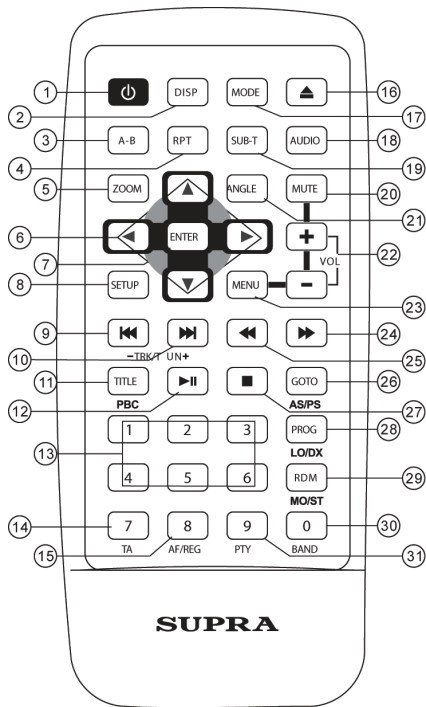 1 DISP MODE 16
2 17
3 A-B RPT SUB-T AUDIO 18
4 19
5 ZOOM ANGLE MUTE 20
21
6 ENTER + 22
7 VOL
8 SETUP MENU -
23
9 24
10 -TRK/T UN+ 25
11 TITLE GOTO 26
12 PBC AS/PS 27
1 2 3 PROG 28
13 LO/DX
4 5 6 RDM 29
MO/ST
14 7 8 9 0 30
15 TA AF/REG PTY BAND 31
SUPRA